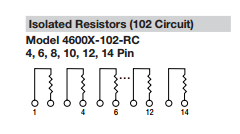 Isolated Resistors (102 Circuit)
Model 4600X-102-RC
4, 6, 8, 10, 12, 14 Pin
1 4 6 12 14